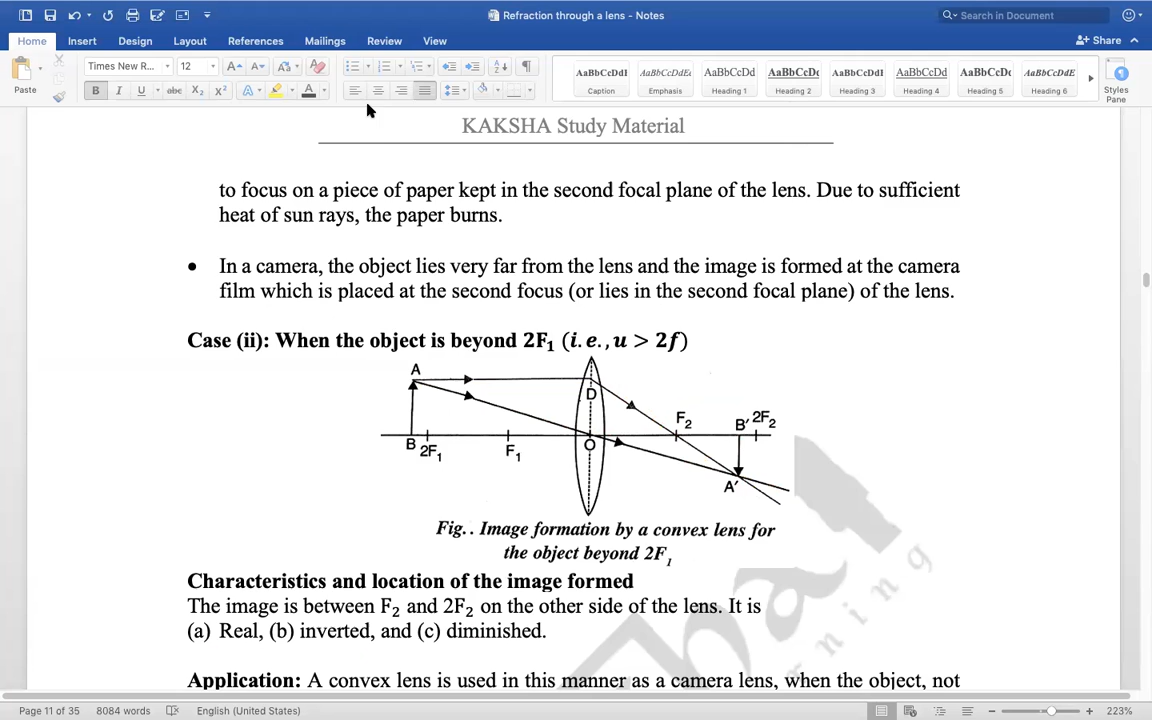 Refraction through a lens - Notes
Search in Document
Home Insert Design Layout References Mailings Review View
Share
Paste
Times New R... 12
AaBbCcDdI AaBbCcDdEe AaBbCcDd AaBbCcDc AaBbCcDd AaBbCcDd AaBbCcDt AaBbCcDdE
Caption Emphasis Heading 1 Heading 2 Heading 3 Heading 4 Heading 5 Heading 6
Styles
Pane
B I U abc X₂ X² A A
KAKSHA Study Material
to focus on a piece of paper kept in the second focal plane of the lens. Due to sufficient
heat of sun rays, the paper burns.
• In a camera, the object lies very far from the lens and the image is formed at the camera
film which is placed at the second focus (or lies in the second focal plane) of the lens.
Case (ii): When the object is beyond 2F₁ (i.e., u > 2f)
A
D
F₂ B′ 2F₂
B 2F₁ F₁ O
A′
Fig. . Image formation by a convex lens for
the object beyond 2F₁
Characteristics and location of the image formed
The image is between F₂ and 2F₂ on the other side of the lens. It is
(a) Real, (b) inverted, and (c) diminished.
Application: A convex lens is used in this manner as a camera lens, when the object, not
Page 11 of 35 8084 words English (United States) 223%